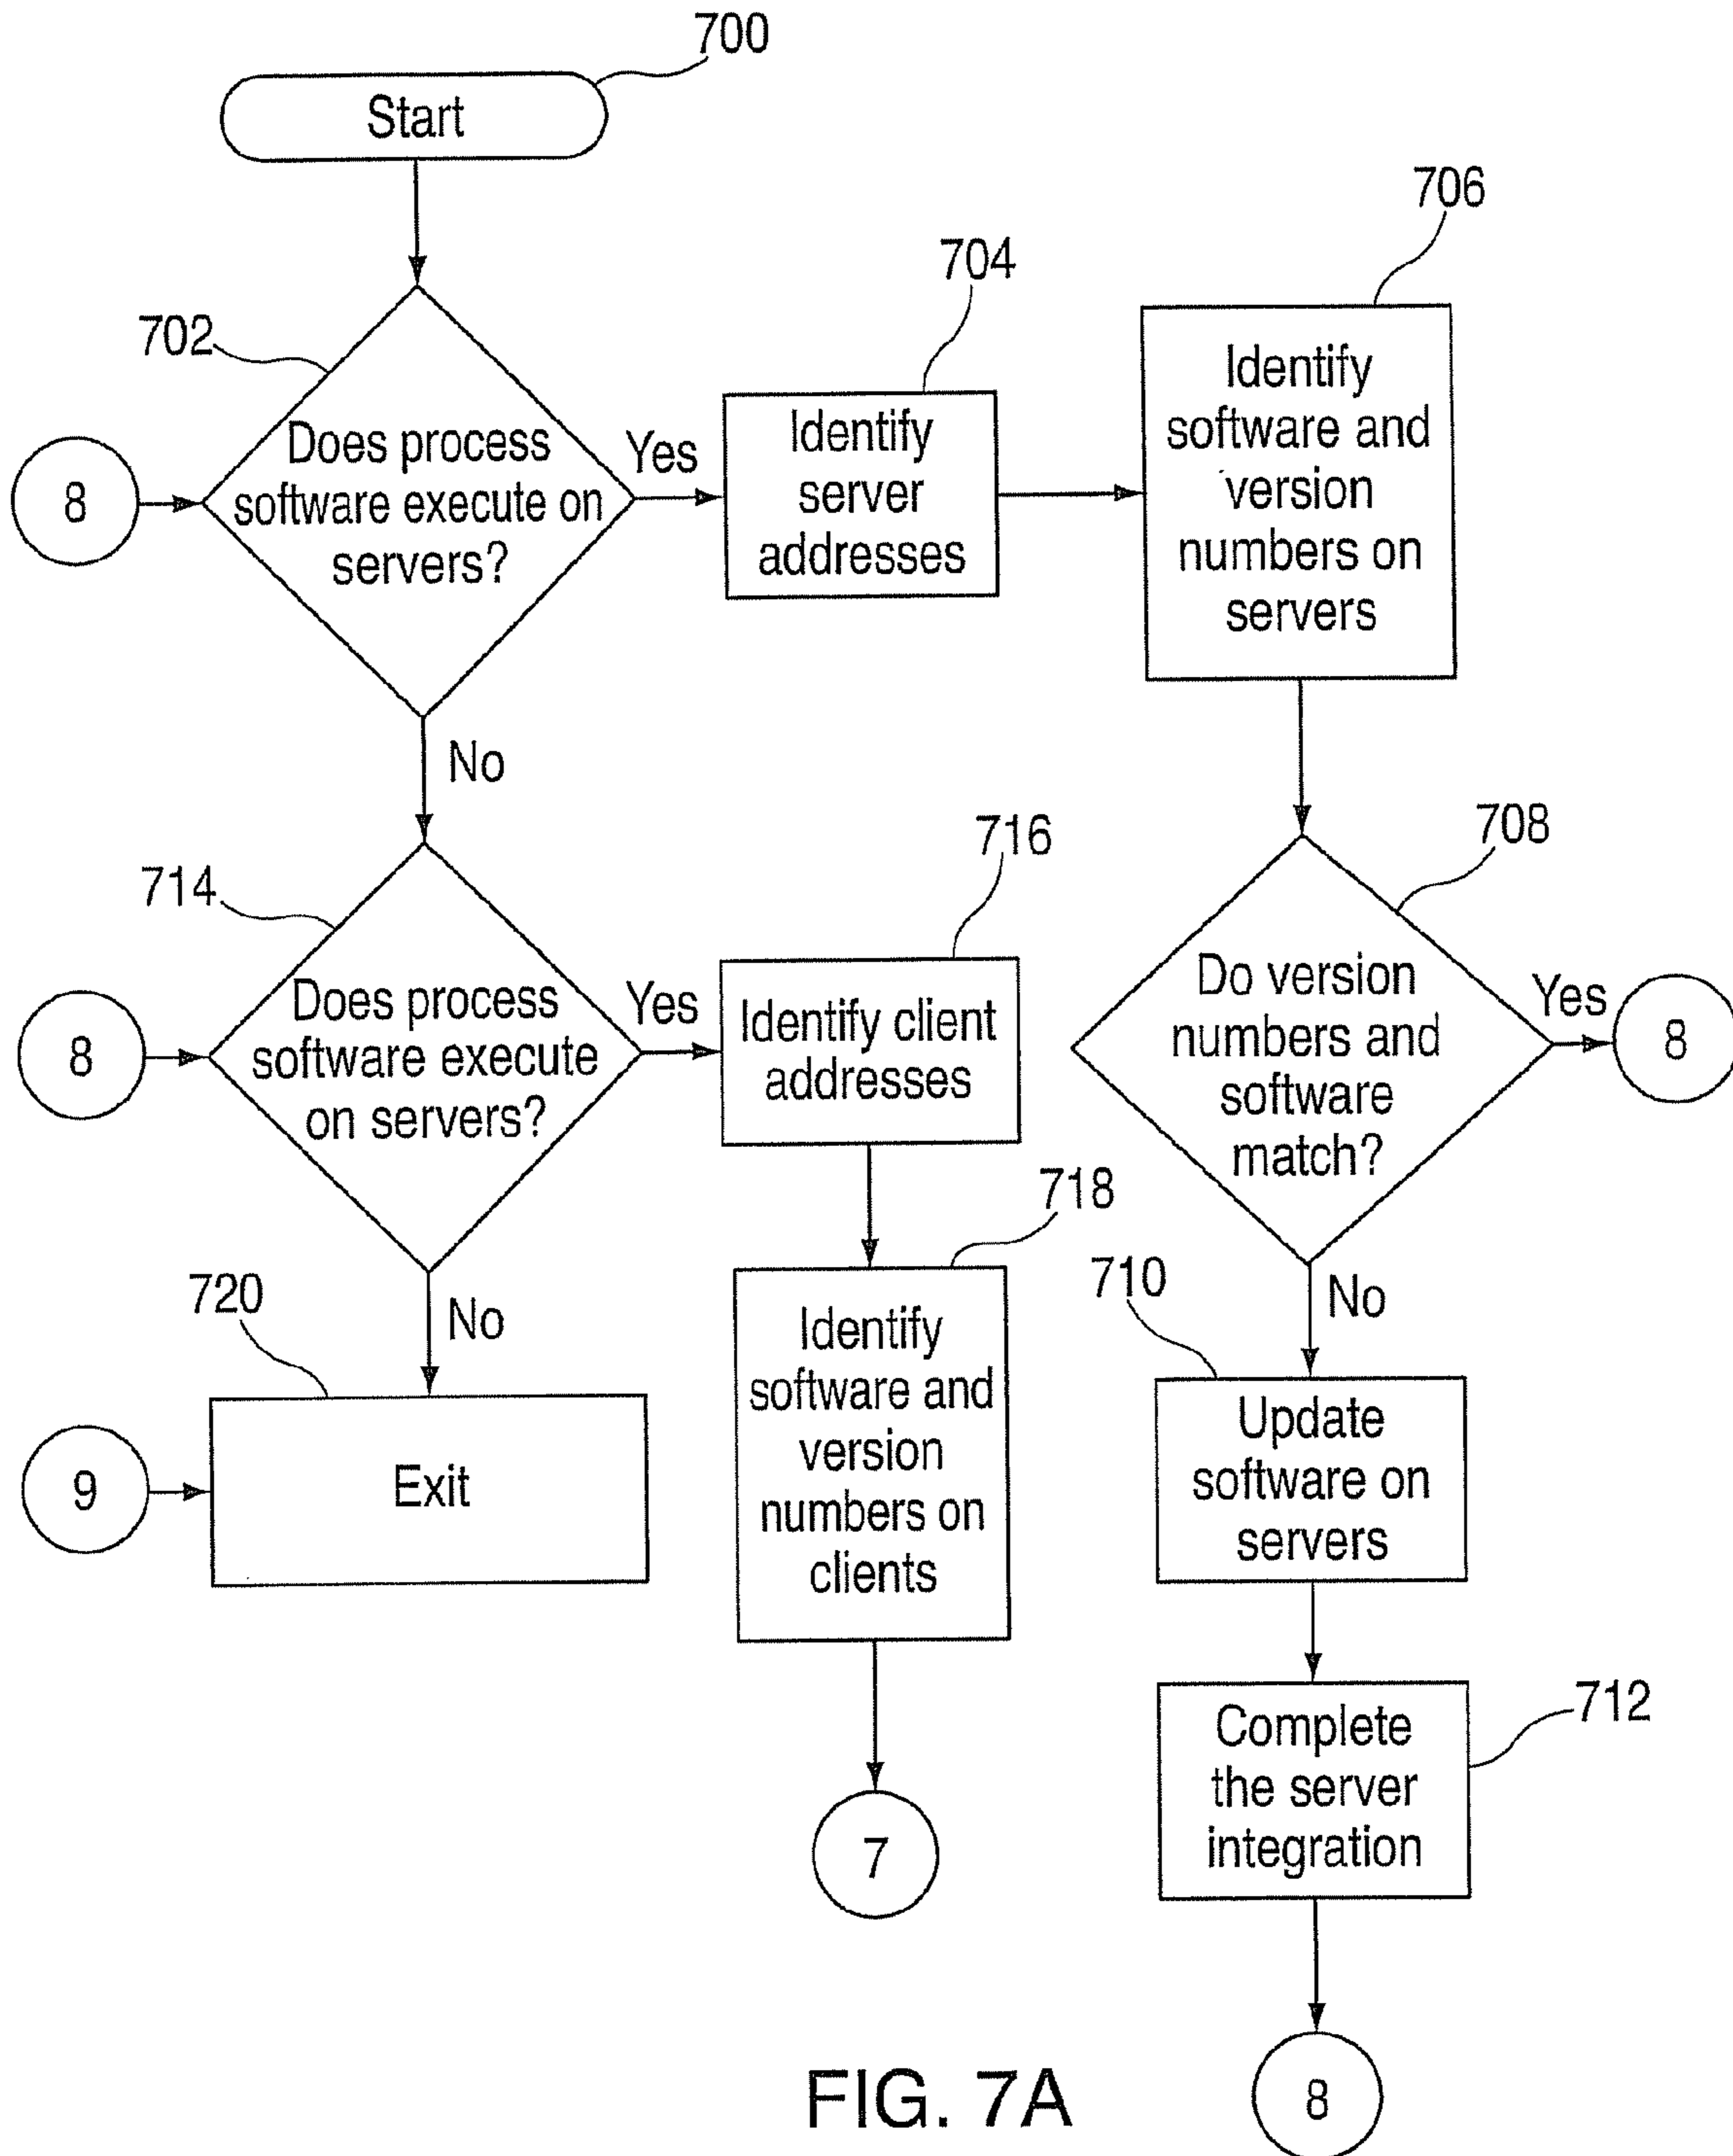 700
Start
706
704
702
Identify
software and
version
numbers on
servers
Identify
server
addresses
Does process
software execute on
servers?
Yes
8
No
708
716
714
Do version
numbers and
software
match?
Yes
8
Does process
software execute
on servers?
Yes
8
Identify client
addresses
718
710
No
720
No
Identify
software and
version
numbers on
clients
Update
software on
servers
Exit
9
712
Complete
the server
integration
7
8
FIG. 7A